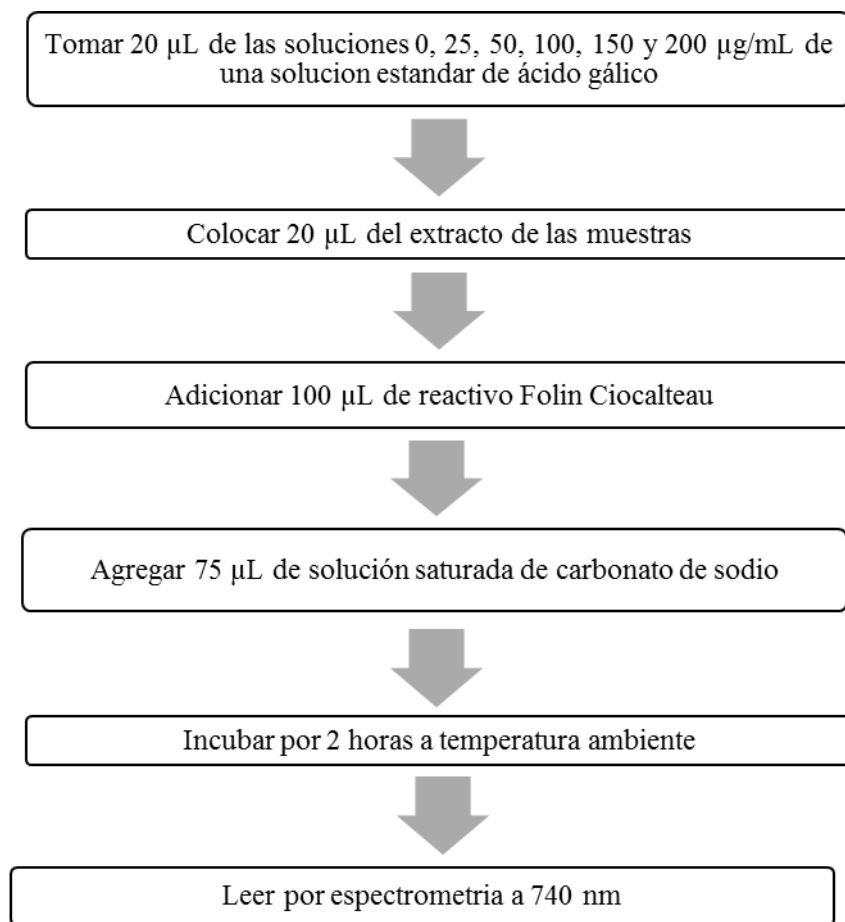 Tomar 20 µL de las soluciones 0, 25, 50, 100, 150 y 200 µg/mL de
una solucion estandar de ácido gálico
Colocar 20 µL del extracto de las muestras
Adicionar 100 µL de reactivo Folin Ciocalteau
Agregar 75 µL de solución saturada de carbonato de sodio
Incubar por 2 horas a temperatura ambiente
Leer por espectrometria a 740 nm